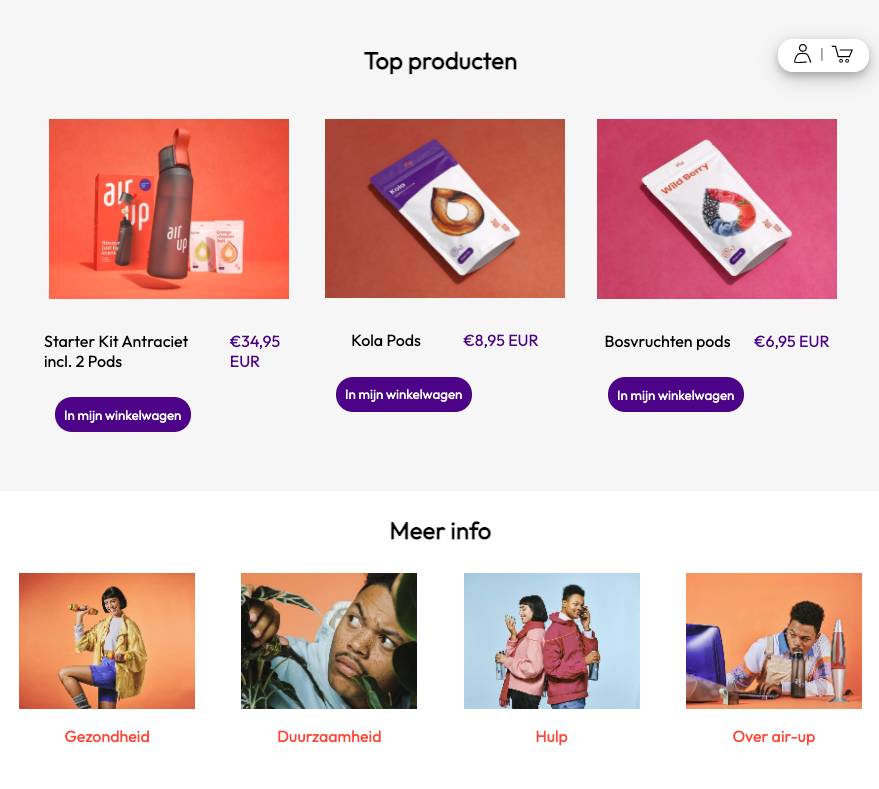 Top producten
air up
air up
Kola
Wild Berry
Starter Kit Antraciet
incl. 2 Pods
€34,95
EUR
Kola Pods
€8,95 EUR
Bosvruchten pods
€6,95 EUR
In mijn winkelwagen
In mijn winkelwagen
In mijn winkelwagen
Meer info
Gezondheid
Duurzaamheid
Hulp
Over air-up